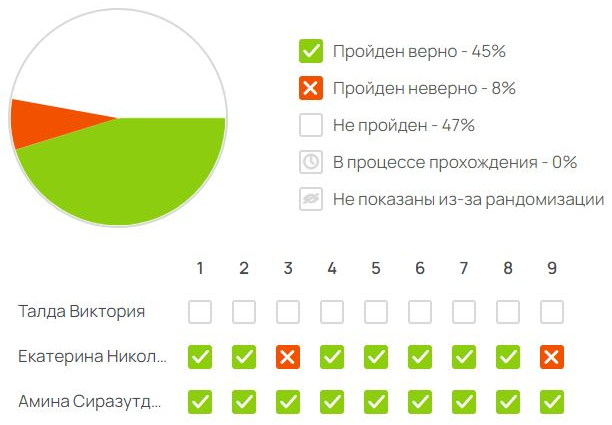 Пройден верно - 45%
Пройден неверно - 8%
Не пройден - 47%
В процессе прохождения - 0%
Не показаны из-за рандомизации
1 2 3 4 5 6 7 8 9
Талда Виктория
Екатерина Никол...
Амина Сиразутд...